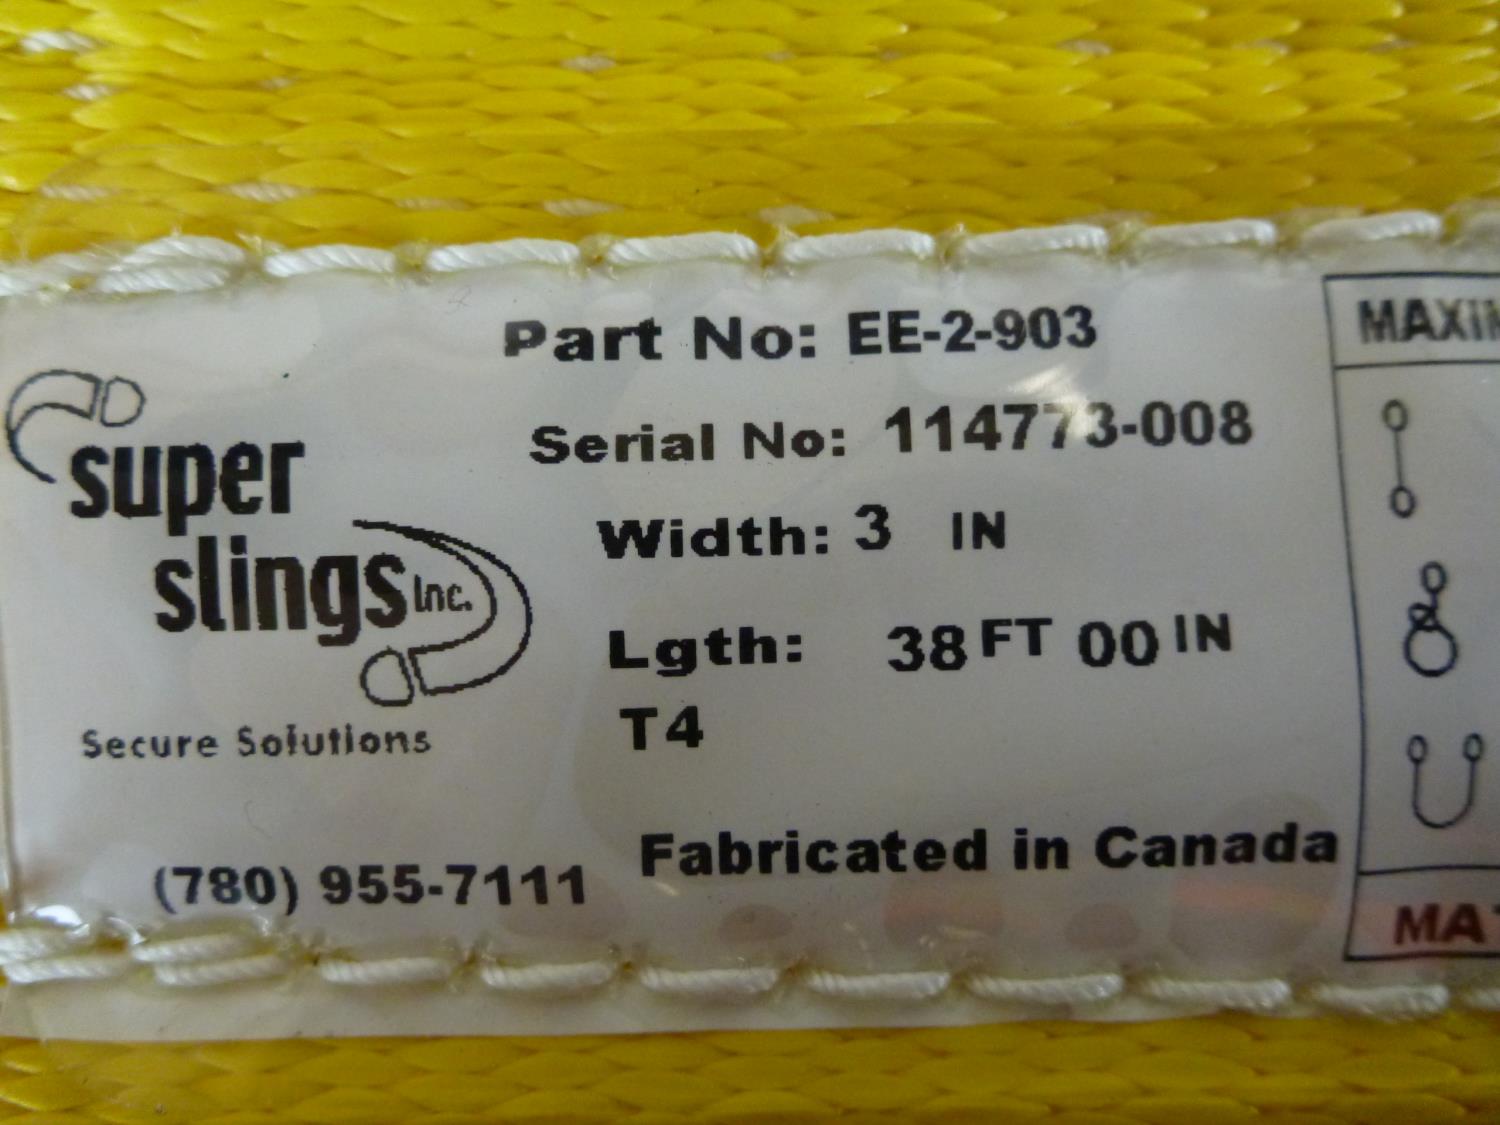 Part No: EE-2-903
Serial No: 114773-008
Width: 3 IN
Lgth: 38 FT 00 IN
T4
Fabricated in Canada
super
slings Inc.
Secure Solutions
(780) 955-7111